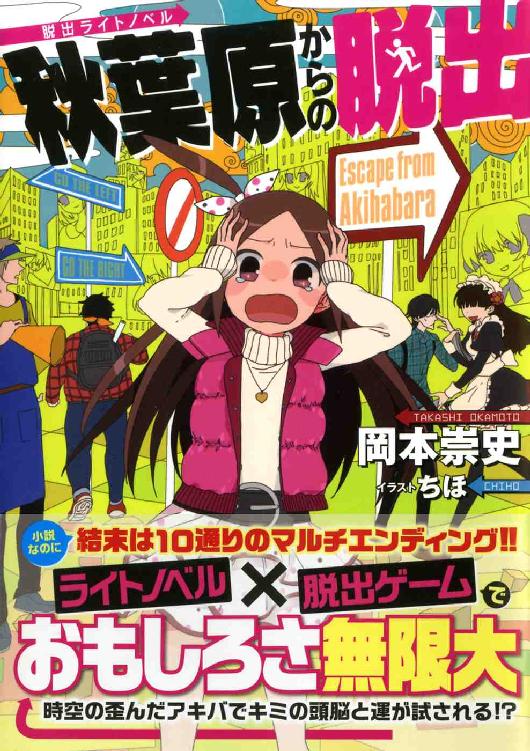 脱出ライトノベル
秋葉原からの脱出
Escape from
Akihabara
GO THE LEFT
GO THE RIGHT
TAKASHI OKAMOTO
岡本崇史
イラスト ちほ
CHIHO
小説なのに
結末は10通りのマルチエンディング!!
ライトノベル×脱出ゲームで
おもしろさ無限大
時空の歪んだアキバでキミの頭脳と運が試される!?